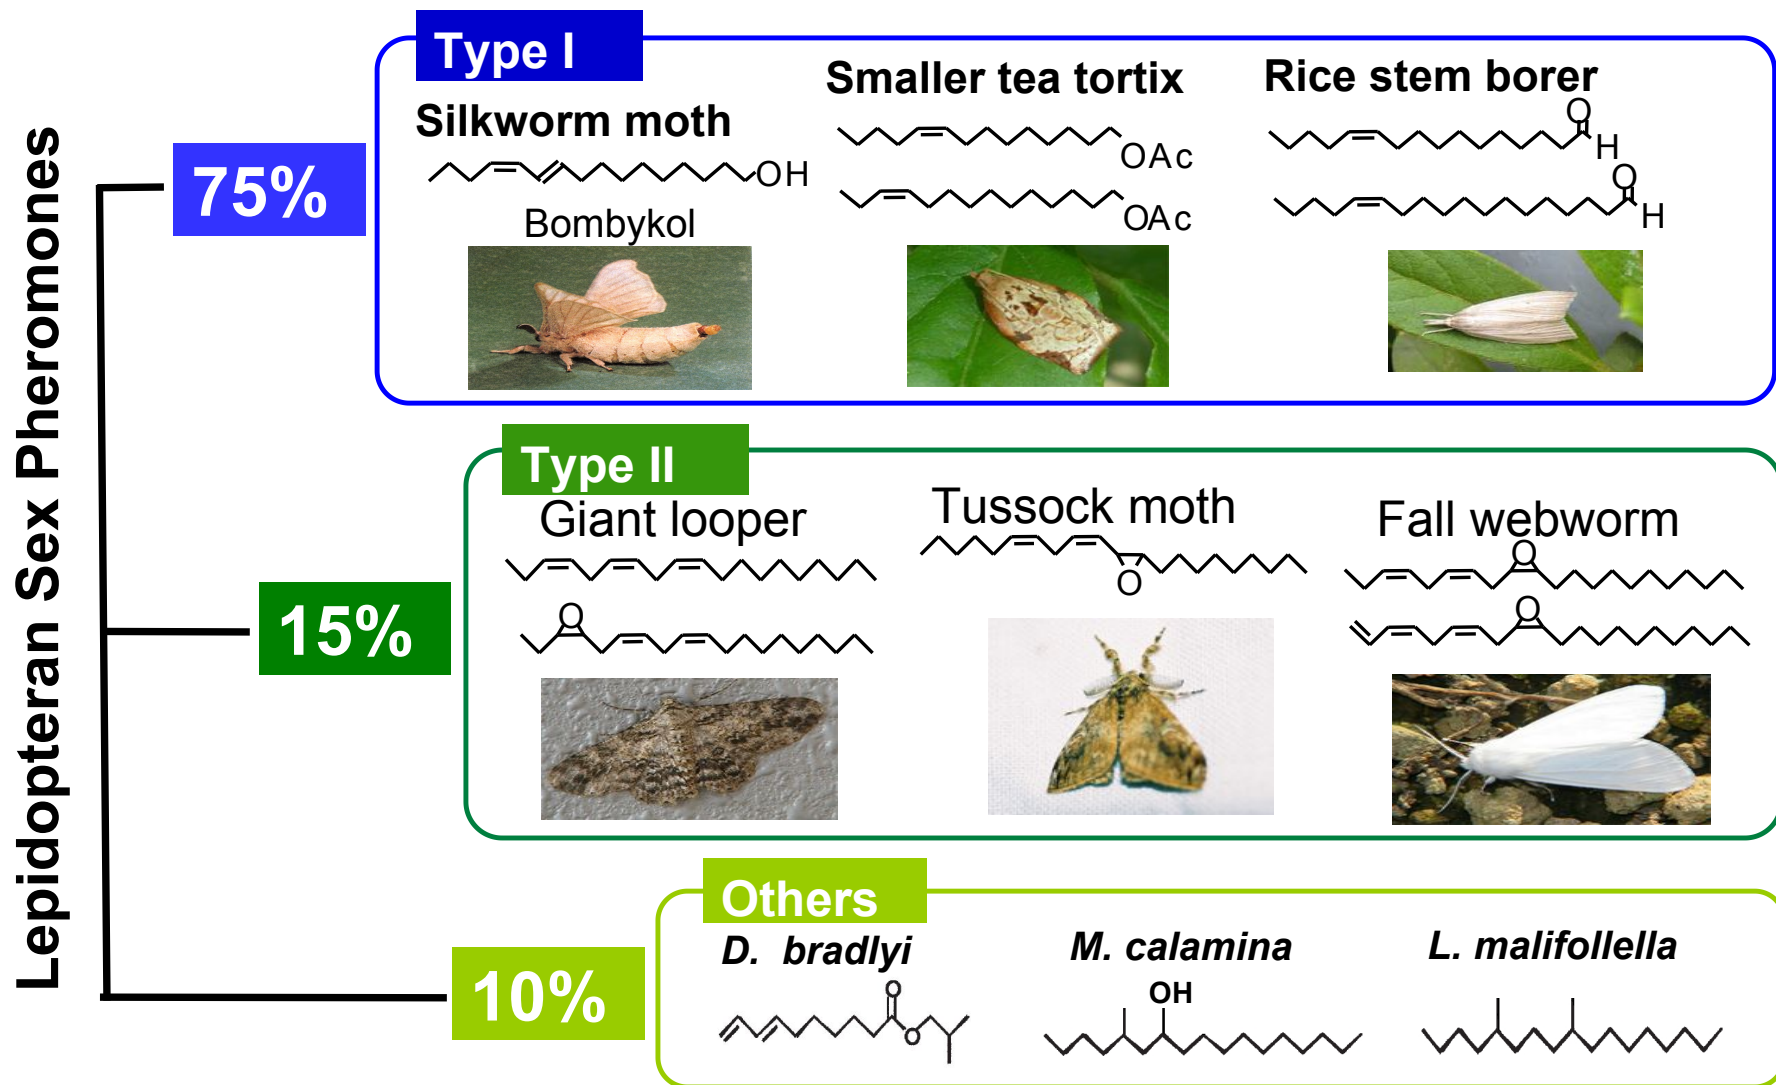 Lepidopteran Sex Pheromones
75%
Type I
Silkworm moth
OH
Bombykol
Smaller tea tortix
OAc
OAc
Rice stem borer
O
H
O
H
15%
Type II
Giant looper
O
Tussock moth
O
Fall webworm
O
O
10%
Others
D. bradlyi
O
O
M. calamina
OH
L. malifollella